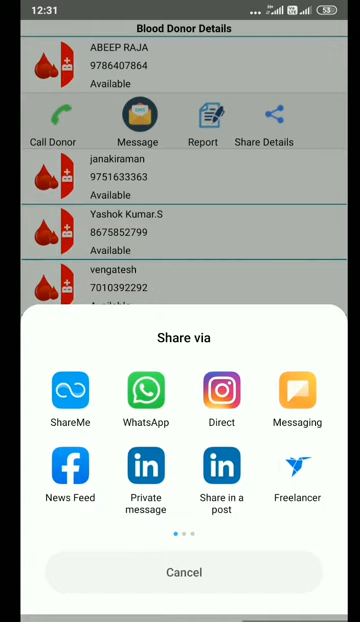 12:31
53
Blood Donor Details
ABEEP RAJA
9786407864
Available
Call Donor
Message
Report
Share Details
janakiraman
9751633363
Available
Yashok Kumar.S
8675852799
Available
vengatesh
7010392292
Available
Share via
ShareMe
WhatsApp
Direct
Messaging
News Feed
Private
message
Share in a
post
Freelancer
Cancel